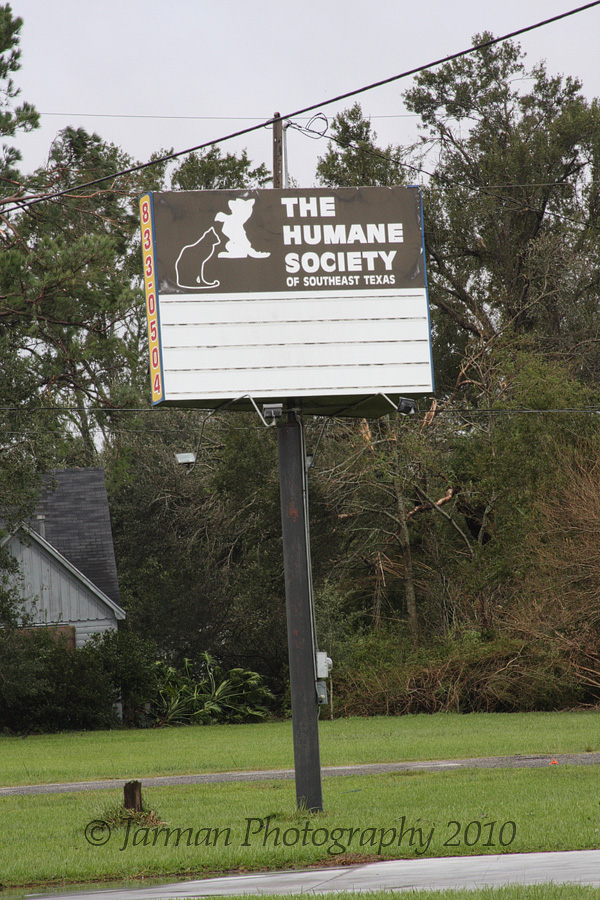 833-0504
THE
HUMANE
SOCIETY
OF SOUTHEAST TEXAS
© Jarman Photography 2010